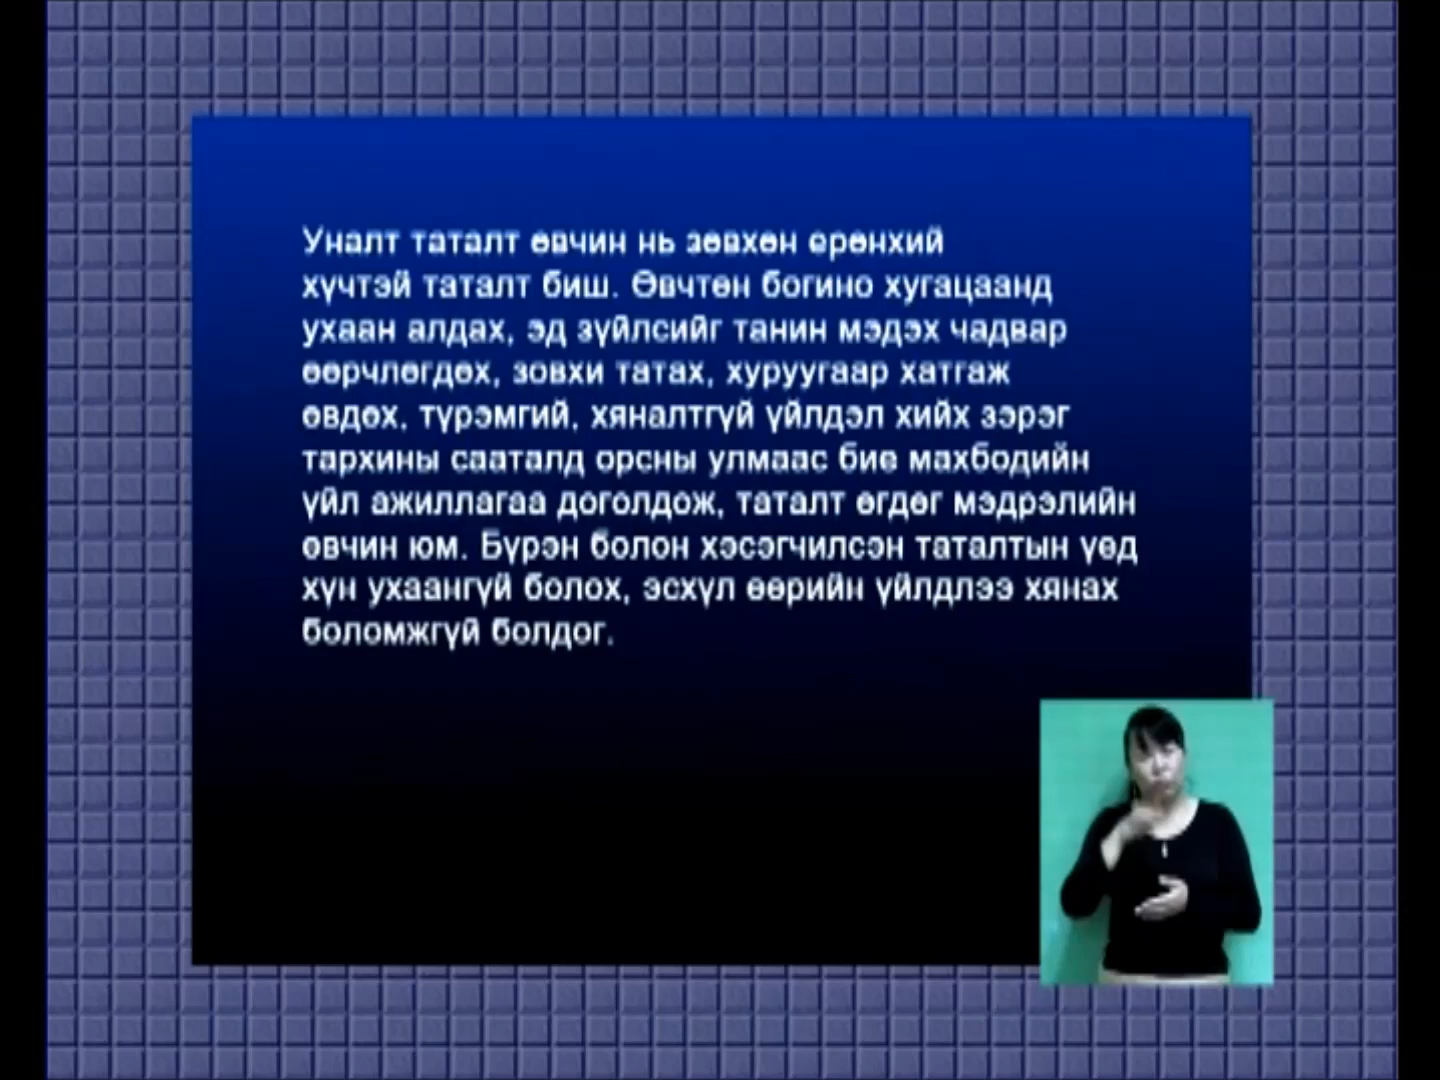 Уналт таталт өвчин нь зөвхөн ерөнхий
хүчтэй таталт биш. Өвчтөн богино хугацаанд
ухаан алдах, эд зүйлсийг танин мэдэх чадвар
өөрчлөгдөх, зовхи татах, хуруугаар хатгаж
өвдөх, түрэмгий, хяналтгүй үйлдэл хийх зэрэг
тархины сааталд орсны улмаас бие махбодийн
үйл ажиллагаа доголдож, таталт өгдөг мэдрэлийн
өвчин юм. Бүрэн болон хэсэгчилсэн таталтын үед
хүн ухаангүй болох, эсхүл өөрийн үйлдлээ хянах
боломжгүй болдог.